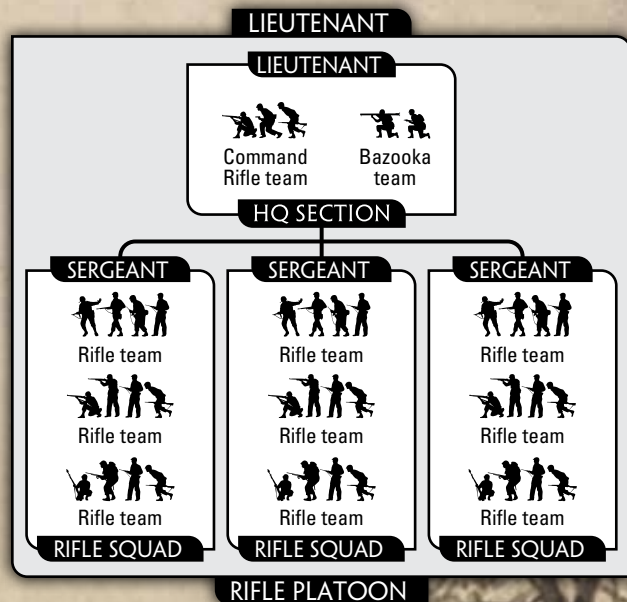 LIEUTENANT
LIEUTENANT
Command
Rifle team
Bazooka
team
HQ SECTION
SERGEANT
Rifle team
Rifle team
Rifle team
RIFLE SQUAD
SERGEANT
Rifle team
Rifle team
Rifle team
RIFLE SQUAD
SERGEANT
Rifle team
Rifle team
Rifle team
RIFLE SQUAD
RIFLE PLATOON